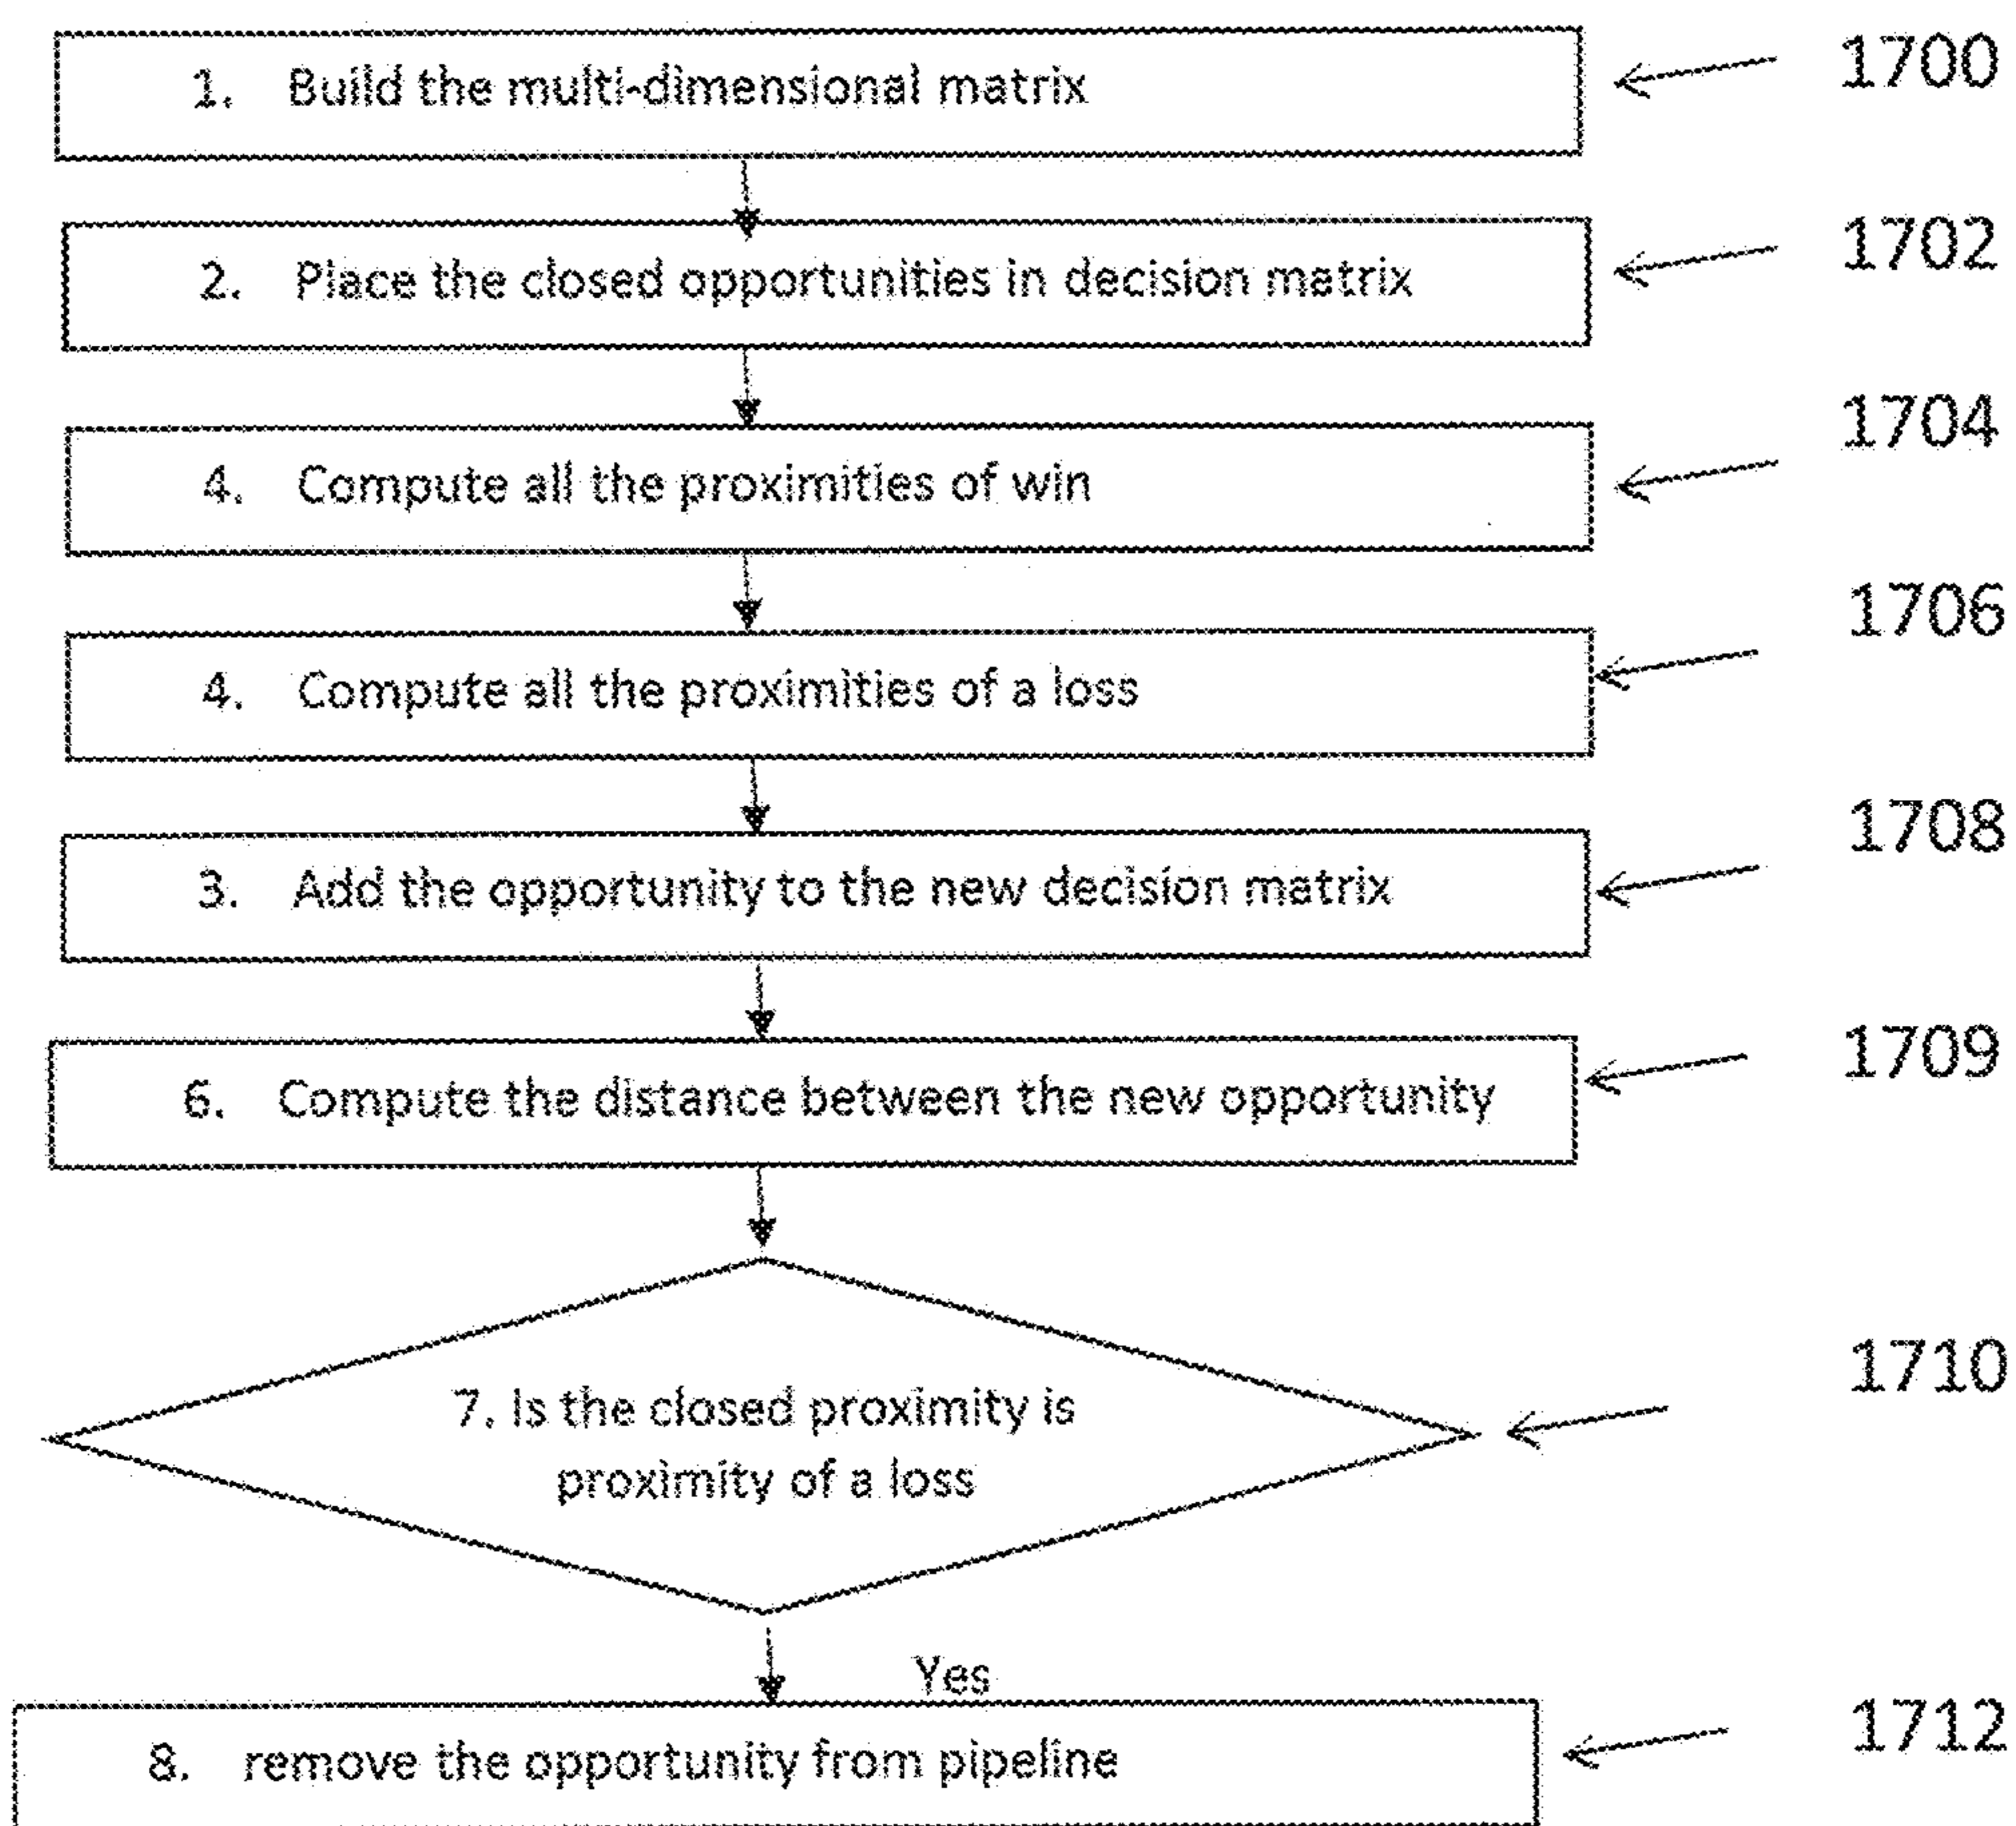 1. Build the multi-dimensional matrix
1700
2. Place the closed opportunities in decision matrix
1702
4. Compute all the proximities of win
1704
4. Compute all the proximities of a loss
1706
3. Add the opportunity to the new decision matrix
1708
6. Compute the distance between the new opportunity
1709
7. Is the closed proximity is
proximity of a loss
1710
Yes
8. remove the opportunity from pipeline
1712